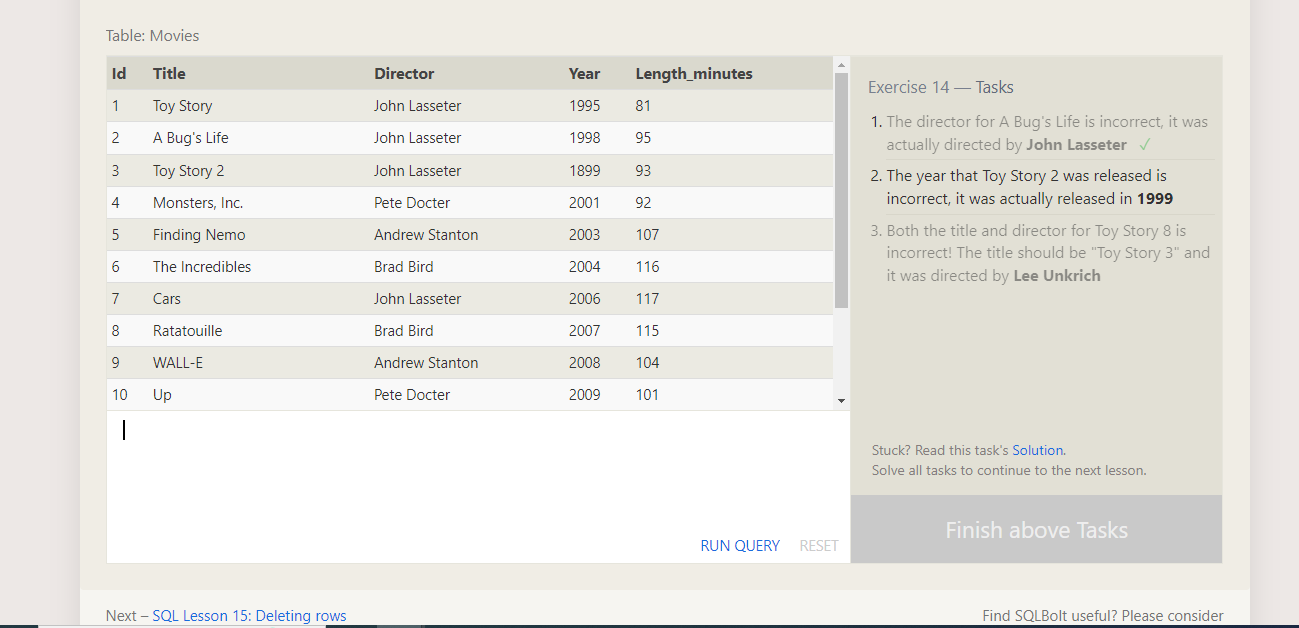 Table: Movies
Id Title Director Year Length_minutes
1 Toy Story John Lasseter 1995 81
2 A Bug's Life John Lasseter 1998 95
3 Toy Story 2 John Lasseter 1899 93
4 Monsters, Inc. Pete Docter 2001 92
5 Finding Nemo Andrew Stanton 2003 107
6 The Incredibles Brad Bird 2004 116
7 Cars John Lasseter 2006 117
8 Ratatouille Brad Bird 2007 115
9 WALL-E Andrew Stanton 2008 104
10 Up Pete Docter 2009 101
RUN QUERY RESET
Exercise 14 — Tasks
1. The director for A Bug's Life is incorrect, it was
actually directed by John Lasseter ✓
2. The year that Toy Story 2 was released is
incorrect, it was actually released in 1999
3. Both the title and director for Toy Story 8 is
incorrect! The title should be "Toy Story 3" and
it was directed by Lee Unkrich
Stuck? Read this task's Solution.
Solve all tasks to continue to the next lesson.
Finish above Tasks
Next – SQL Lesson 15: Deleting rows
Find SQLBolt useful? Please consider